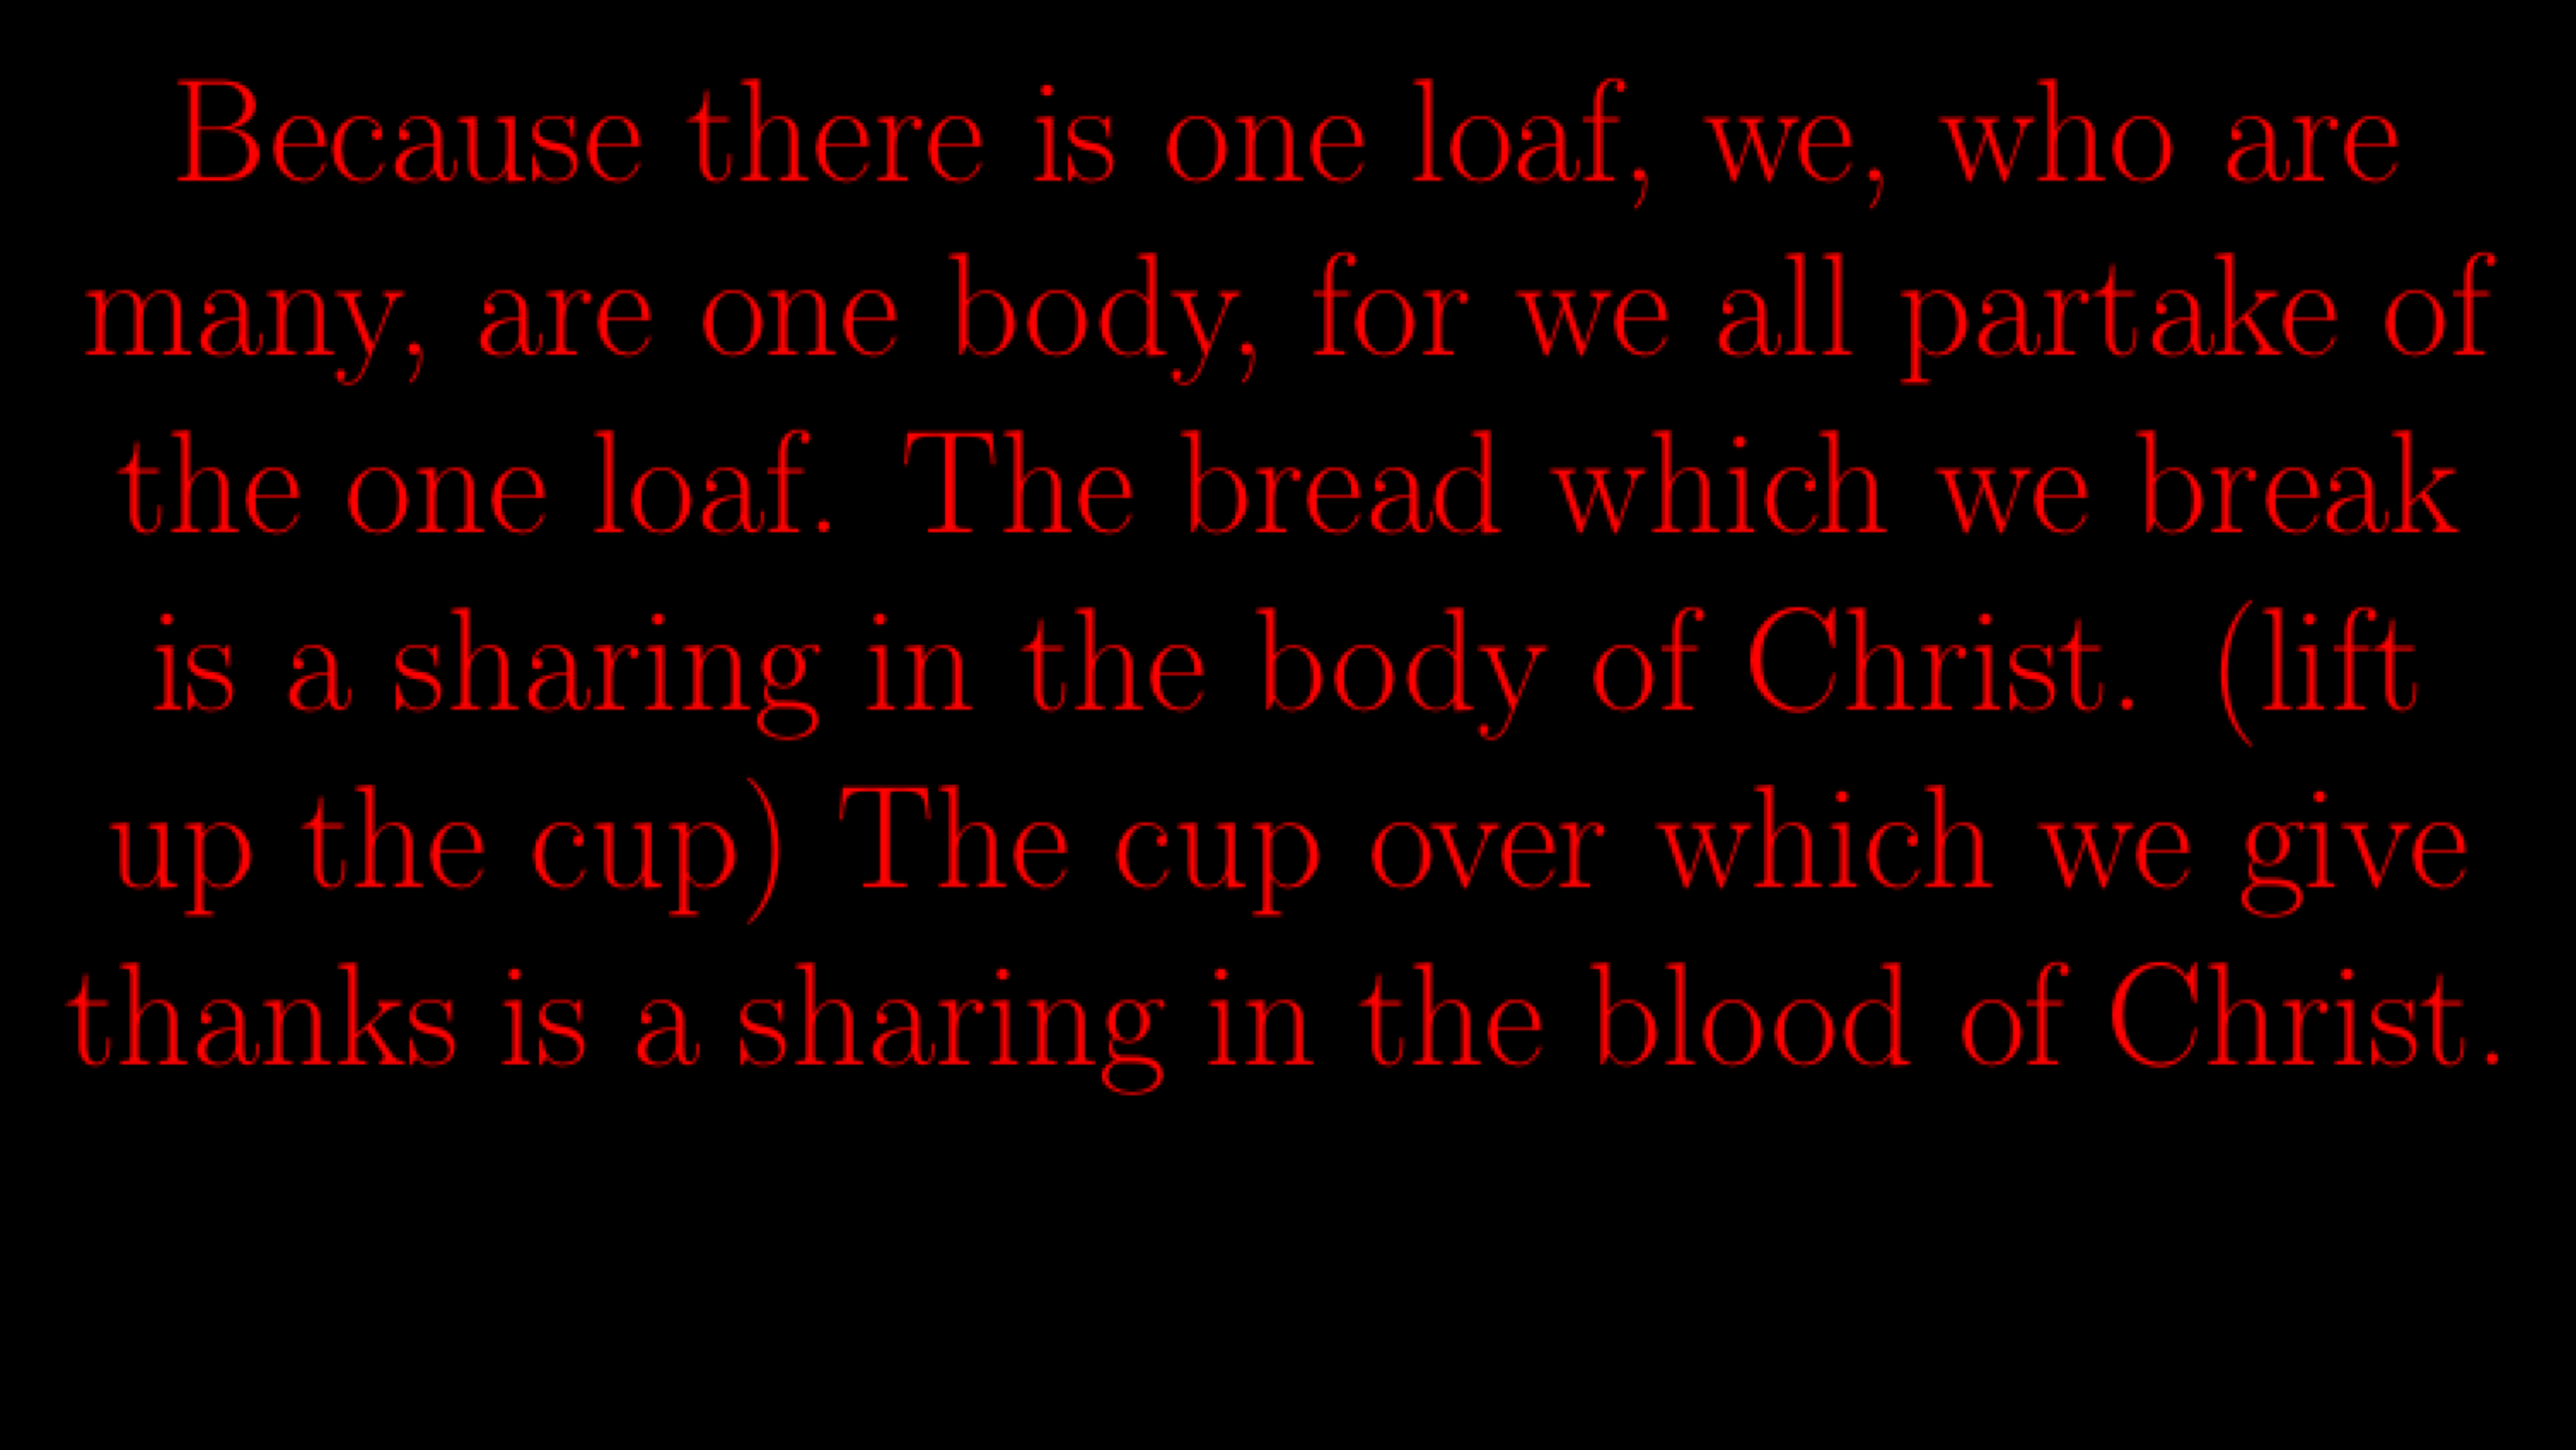 Because there is one loaf, we, who are
many, are one body, for we all partake of
the one loaf. The bread which we break
is a sharing in the body of Christ. (lift
up the cup) The cup over which we give
thanks is a sharing in the blood of Christ.